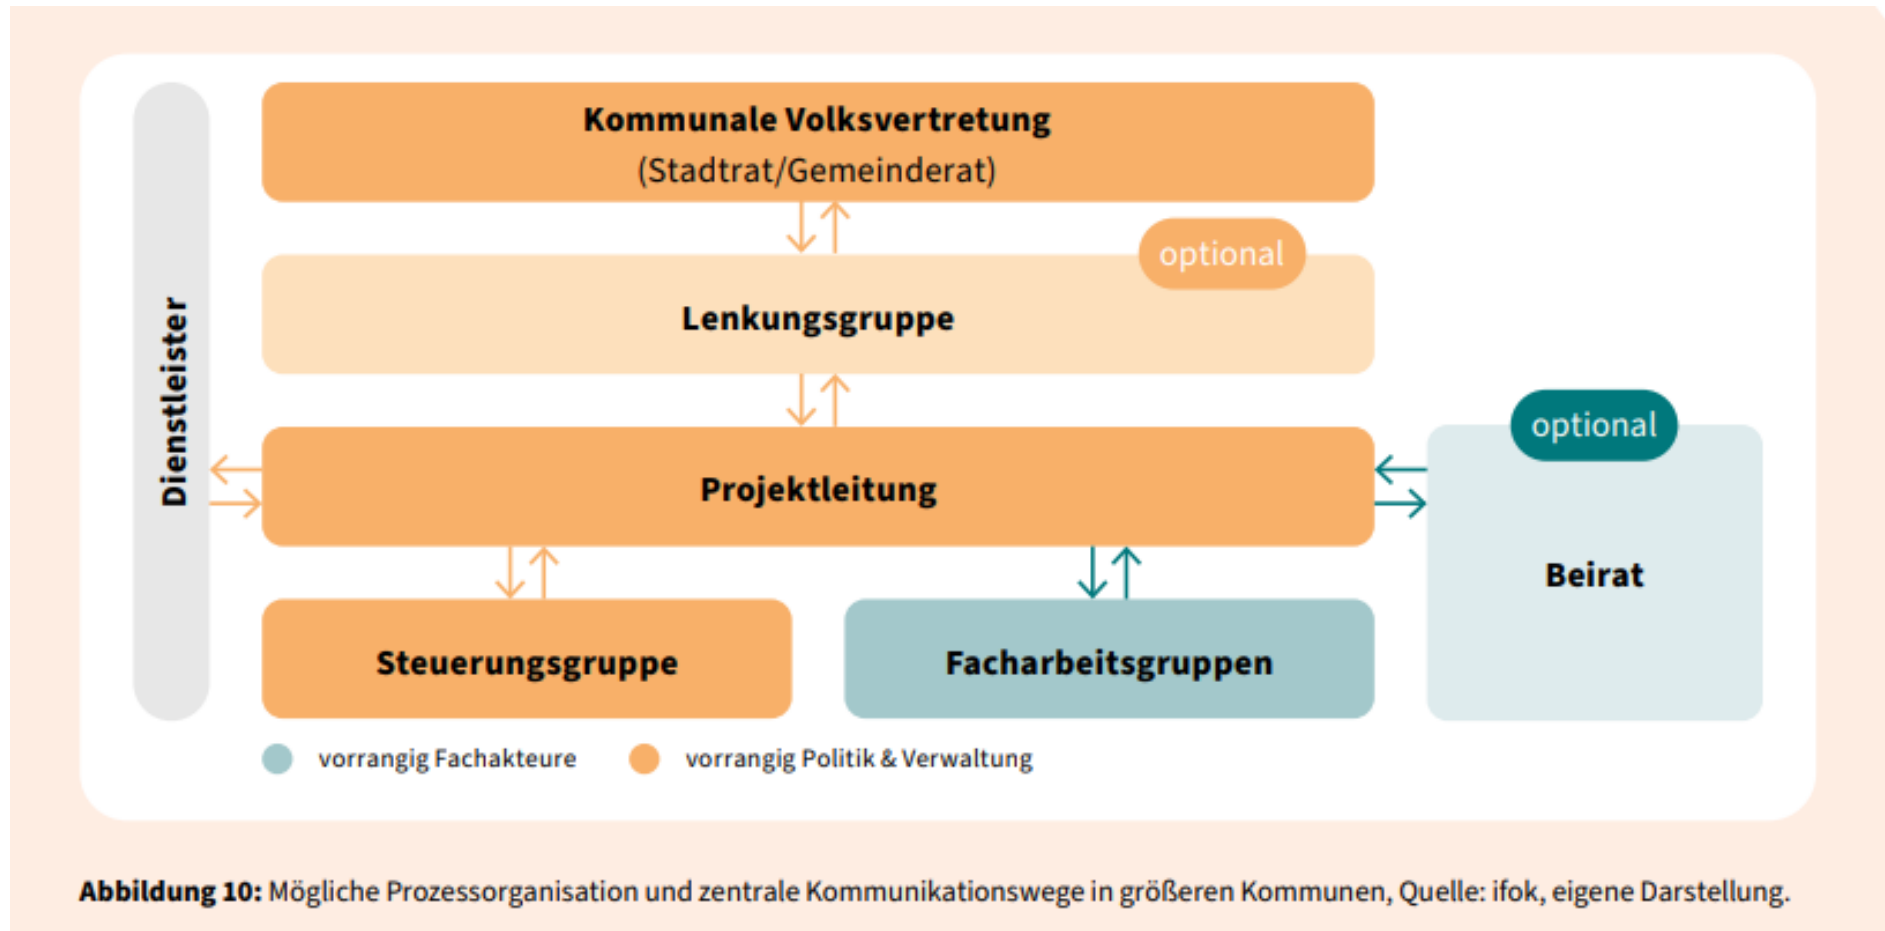 Kommunale Volksvertretung
(Stadtrat/Gemeinderat)
optional
Lenkungsgruppe
Dienstleister
optional
Projektleitung
Beirat
Steuerungsgruppe
Facharbeitsgruppen
vorrangig Fachakteure
vorrangig Politik & Verwaltung
Abbildung 10: Mögliche Prozessorganisation und zentrale Kommunikationswege in größeren Kommunen, Quelle: ifok, eigene Darstellung.